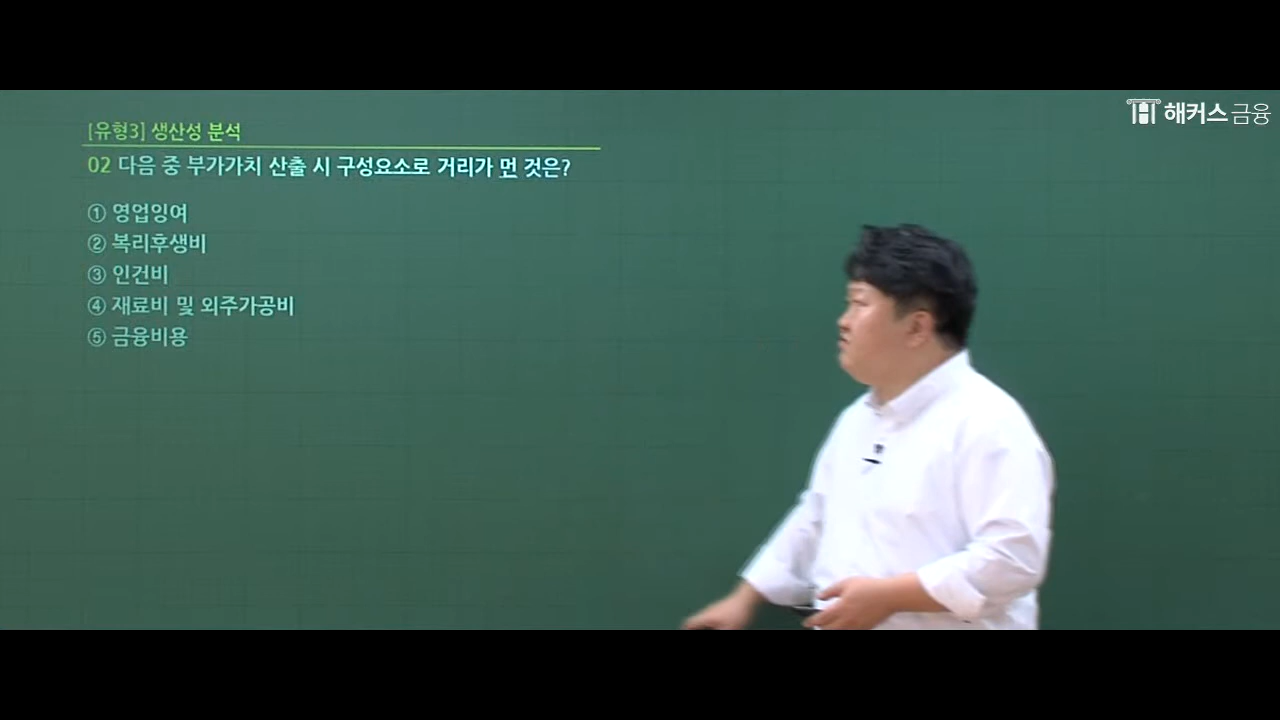 해커스 금융
[유형3] 생산성 분석
02 다음 중 부가가치 산출 시 구성요소로 거리가 먼 것은?
① 영업잉여
② 복리후생비
③ 인건비
④ 재료비 및 외주가공비
⑤ 금융비용